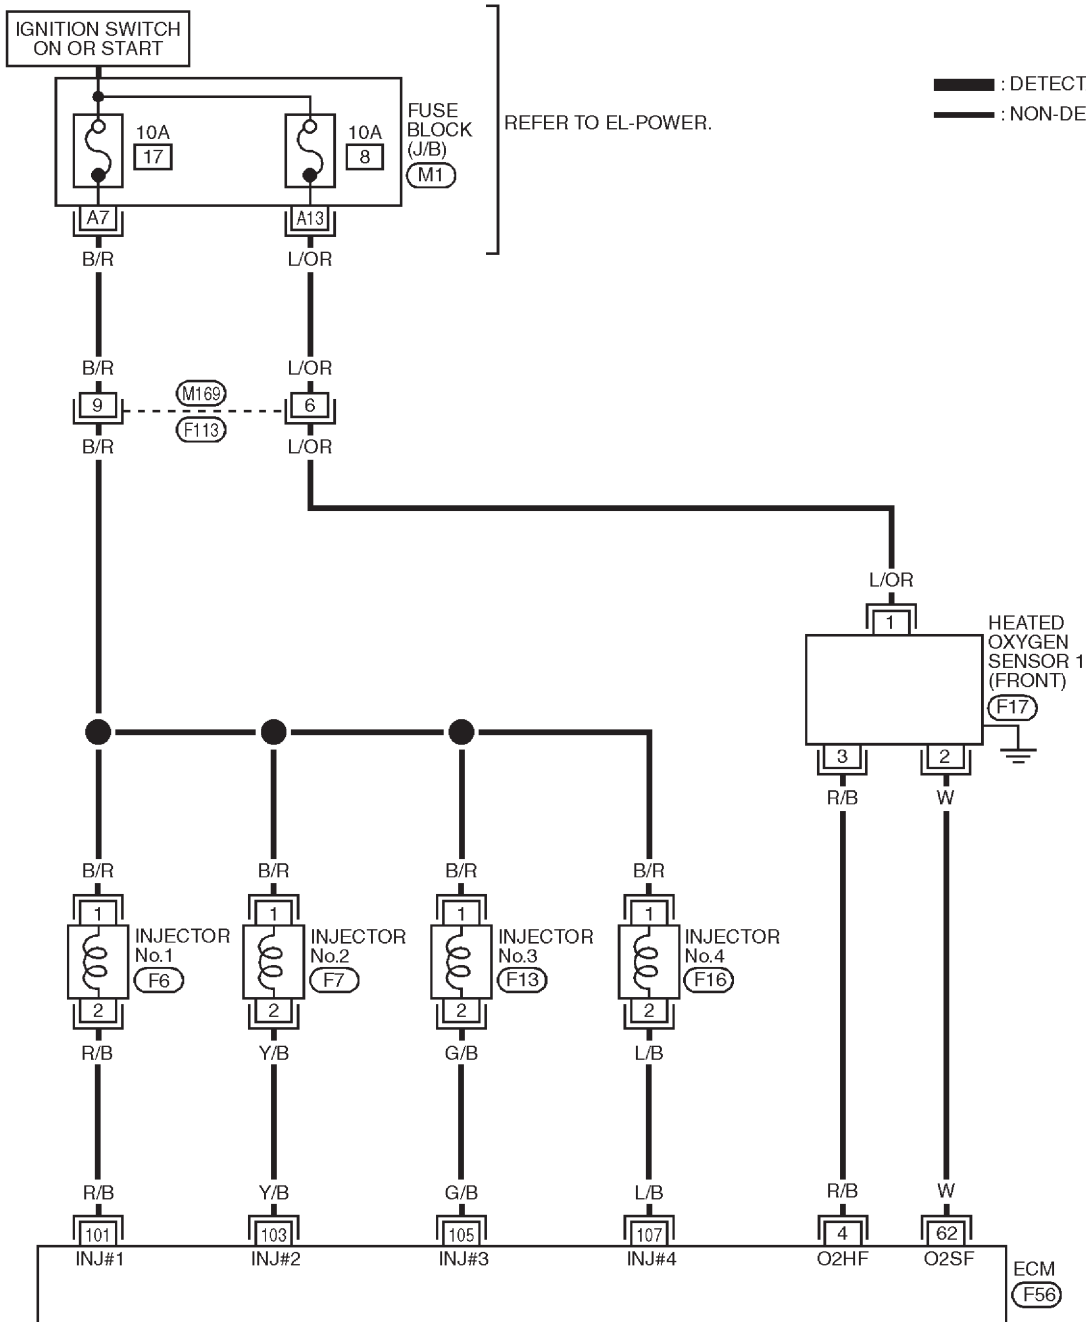 IGNITION SWITCH
ON OR START
: DETECT
: NON-DE
REFER TO EL-POWER.
10A
17
10A
8
FUSE
BLOCK
(J/B)
M1
A7
A13
B/R
L/OR
B/R
L/OR
9
M169
6
F113
B/R
L/OR
L/OR
1
HEATED
OXYGEN
SENSOR 1
(FRONT)
F17
3
2
R/B
W
B/R
B/R
B/R
B/R
1
1
1
1
INJECTOR
No.1
F6
INJECTOR
No.2
F7
INJECTOR
No.3
F13
INJECTOR
No.4
F16
2
2
2
2
R/B
Y/B
G/B
L/B
R/B
Y/B
G/B
L/B
R/B
W
101
103
105
107
4
62
INJ#1
INJ#2
INJ#3
INJ#4
O2HF
O2SF
ECM
F56